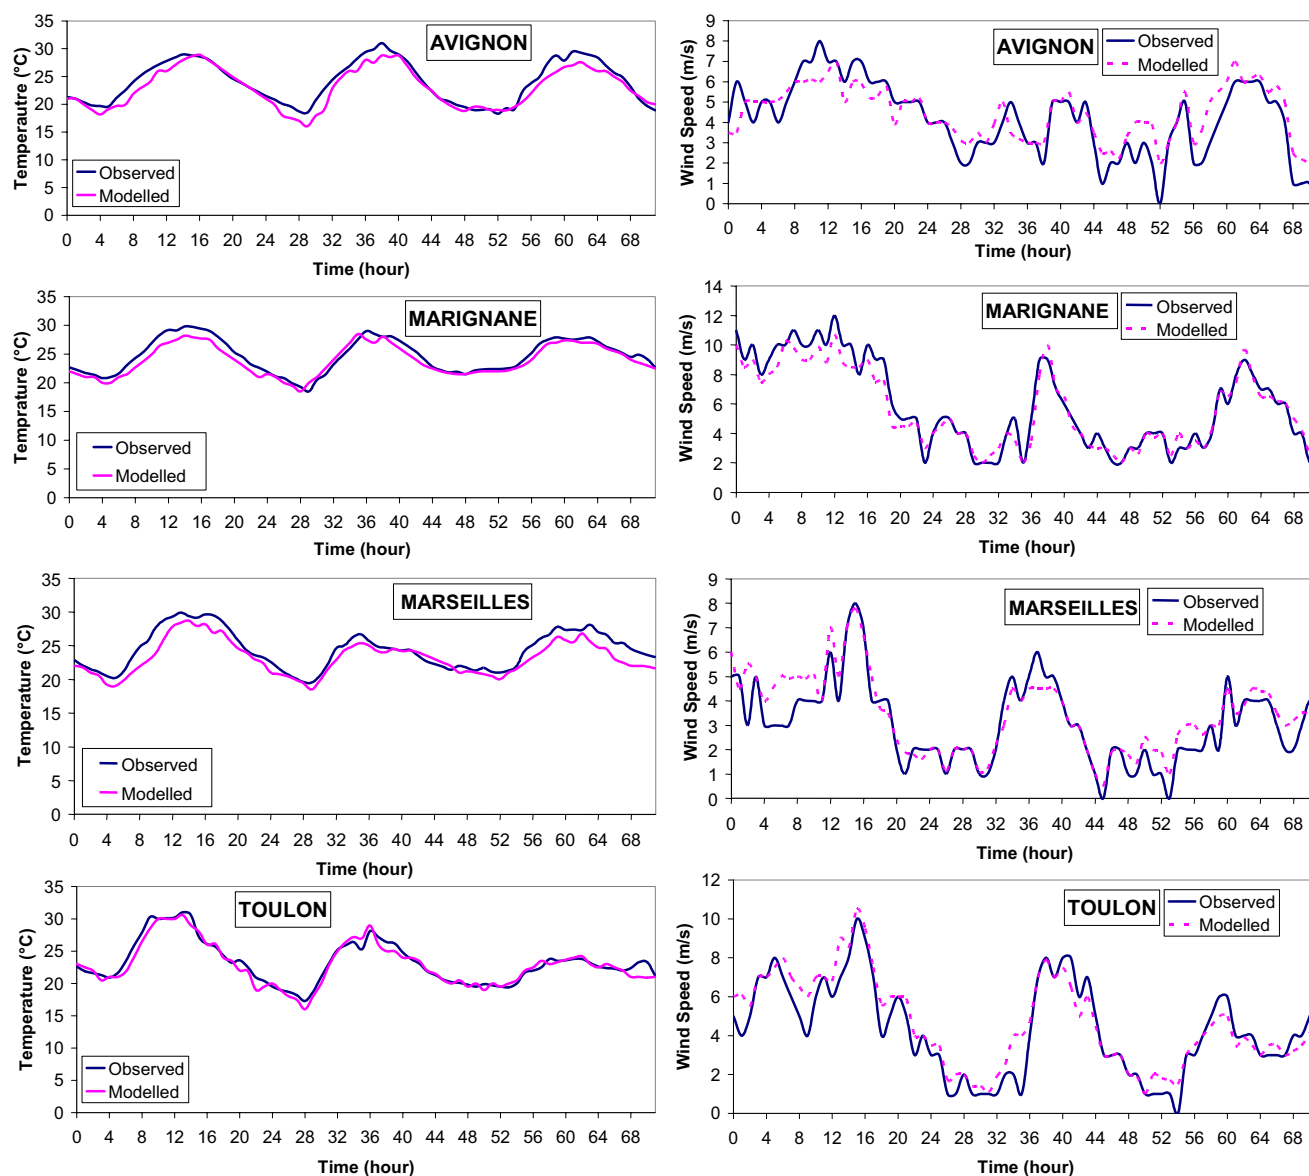 AVIGNON
Temperautre (°C)
35
30
25
20
15
10
5
0
Observed
Modelled
0 4 8 12 16 20 24 28 32 36 40 44 48 52 56 60 64 68
Time (hour)
AVIGNON
Observed
Modelled
Wind Speed (m/s)
9
8
7
6
5
4
3
2
1
0
0 4 8 12 16 20 24 28 32 36 40 44 48 52 56 60 64 68
Time (hour)
MARIGNANE
Temprature (°C)
35
30
25
20
15
10
5
0
Observed
Modelled
0 4 8 12 16 20 24 28 32 36 40 44 48 52 56 60 64 68
Time (hour)
MARIGNANE
Observed
Modelled
Wind Speed (m/s)
14
12
10
8
6
4
2
0
0 4 8 12 16 20 24 28 32 36 40 44 48 52 56 60 64 68
Time (hour)
MARSEILLES
Temperature (°C)
35
30
25
20
15
10
5
0
Observed
Modelled
0 4 8 12 16 20 24 28 32 36 40 44 48 52 56 60 64 68
Time (hour)
MARSEILLES
Observed
Modelled
Wind Speed (m/s)
9
8
7
6
5
4
3
2
1
0
0 4 8 12 16 20 24 28 32 36 40 44 48 52 56 60 64 68
Time (hour)
TOULON
Temperature (°C)
35
30
25
20
15
10
5
0
Observed
Modelled
0 4 8 12 16 20 24 28 32 36 40 44 48 52 56 60 64 68
Time (hour)
TOULON
Observed
Modelled
Wind Speed (m/s)
12
10
8
6
4
2
0
0 4 8 12 16 20 24 28 32 36 40 44 48 52 56 60 64 68
Time (hour)